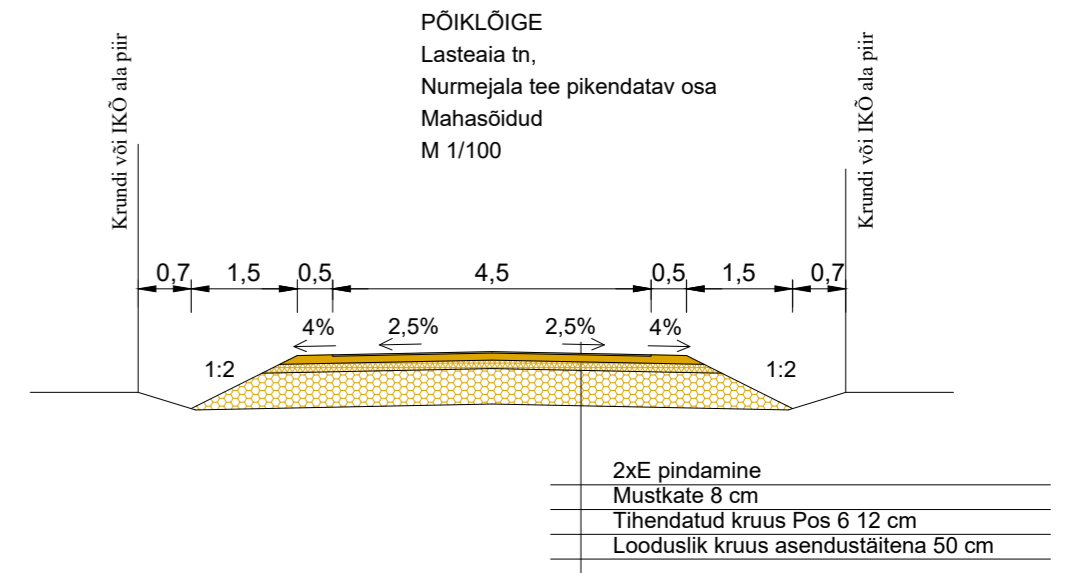 PÕIKLÕIGE
Lasteaia tn,
Nurmejala tee pikendatav osa
Mahasõidud
M 1/100
Krundi või IKÕ ala piir
Krundi või IKÕ ala piir
0,7 1,5 0,5 4,5 0,5 1,5 0,7
4% 2,5% 2,5% 4%
1:2 1:2
2xE pindamine
Mustkate 8 cm
Tihendatud kruus Pos 6 12 cm
Looduslik kruus asendustäitena 50 cm